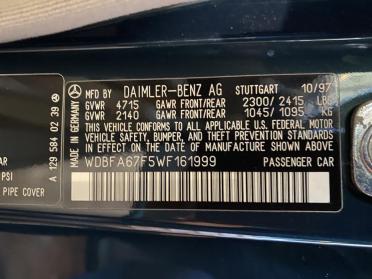 MFD BY DAIMLER-BENZ AG STUTTGART 10/97
GVWR 4715 GAWR FRONT/REAR 2300/2415 LBS
GVWR 2140 GAWR FRONT/REAR 1045/1095 KG
THIS VEHICLE CONFORMS TO ALL APPLICABLE U.S. FEDERAL MOTOR
VEHICLE SAFETY, BUMPER, AND THEFT PREVENTION STANDARDS
IN EFFECT ON THE DATE OF MANUFACTURE SHOWN ABOVE
WDBFA67F5WF161999 PASSENGER CAR
MADE IN GERMANY
A 129 584 02 39
PSI
PIPE COVER